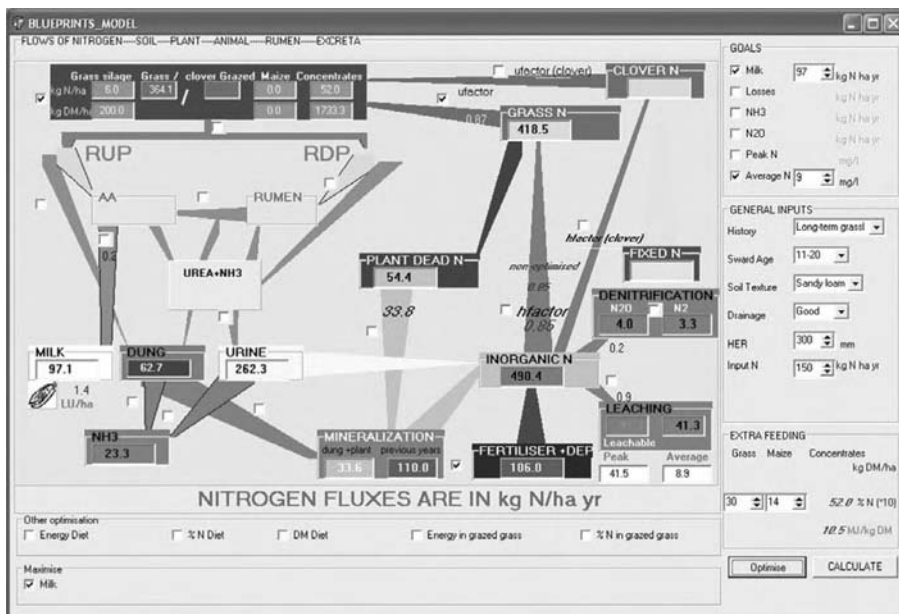 BLUEPRINTS_MODEL
FLOWS OF NITROGEN----SOIL----PLANT----ANIMAL----RUMEN----EXCRETA
Grass silage Grass / clover Grazed Maize Concentrates
kg N/ha 6.0 364.1 / 0.0 52.0
kg DM/ha 200.0 0.0 1733.3
ufactor (clover)
ufactor
0.87
CLOVER N
GRASS N
418.5
RUP
RDP
AA
RUMEN
0.2
UREA+NH3
PLANT DEAD N
54.4
33.8
non-optimised
0.85
hfactor
0.85
hfactor (clover)
FIXED N
DENITRIFICATION
N2O N2
4.0 3.3
0.2
MILK
97.1
DUNG
62.7
URINE
262.3
INORGANIC N
490.4
1.4
LU/ha
0.9
LEACHING
41.3
Leachable
NH3
23.3
MINERALIZATION
dung +plant previous years
33.6 110.0
FERTILISER +DEP
106.0
Peak Average
41.5 8.9
NITROGEN FLUXES ARE IN kg N/ha yr
Other optimisation
Energy Diet % N Diet DM Diet Energy in grazed grass % N in grazed grass
Maximise
Milk
GOALS
Milk 97 kg N ha yr
Losses kg N ha yr
NH3 kg N ha yr
N2O kg N ha yr
Peak N mg/l
Average N 9 mg/l
GENERAL INPUTS
History Long-term grassl
Sward Age 11-20
Soil Texture Sandy loam
Drainage Good
HER 300 mm
Input N 150 kg N ha yr
EXTRA FEEDING
Grass Maize Concentrates
kg DM/ha
30 14 52.0 % N (*10)
10.5 MJ/kg DM
Optimise CALCULATE